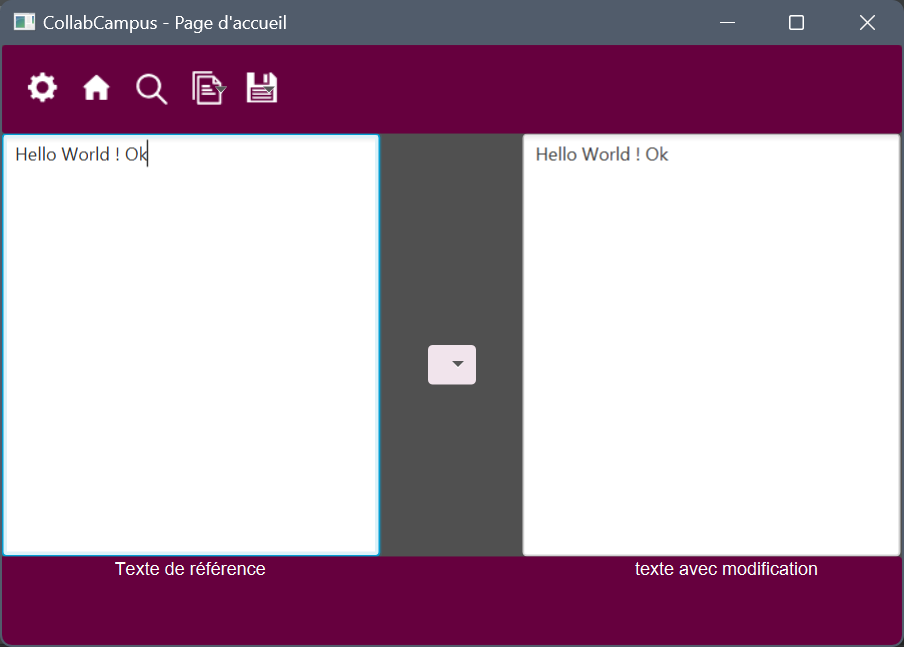 CollabCampus - Page d'accueil
Hello World ! Ok
Hello World ! Ok
Texte de référence
texte avec modification